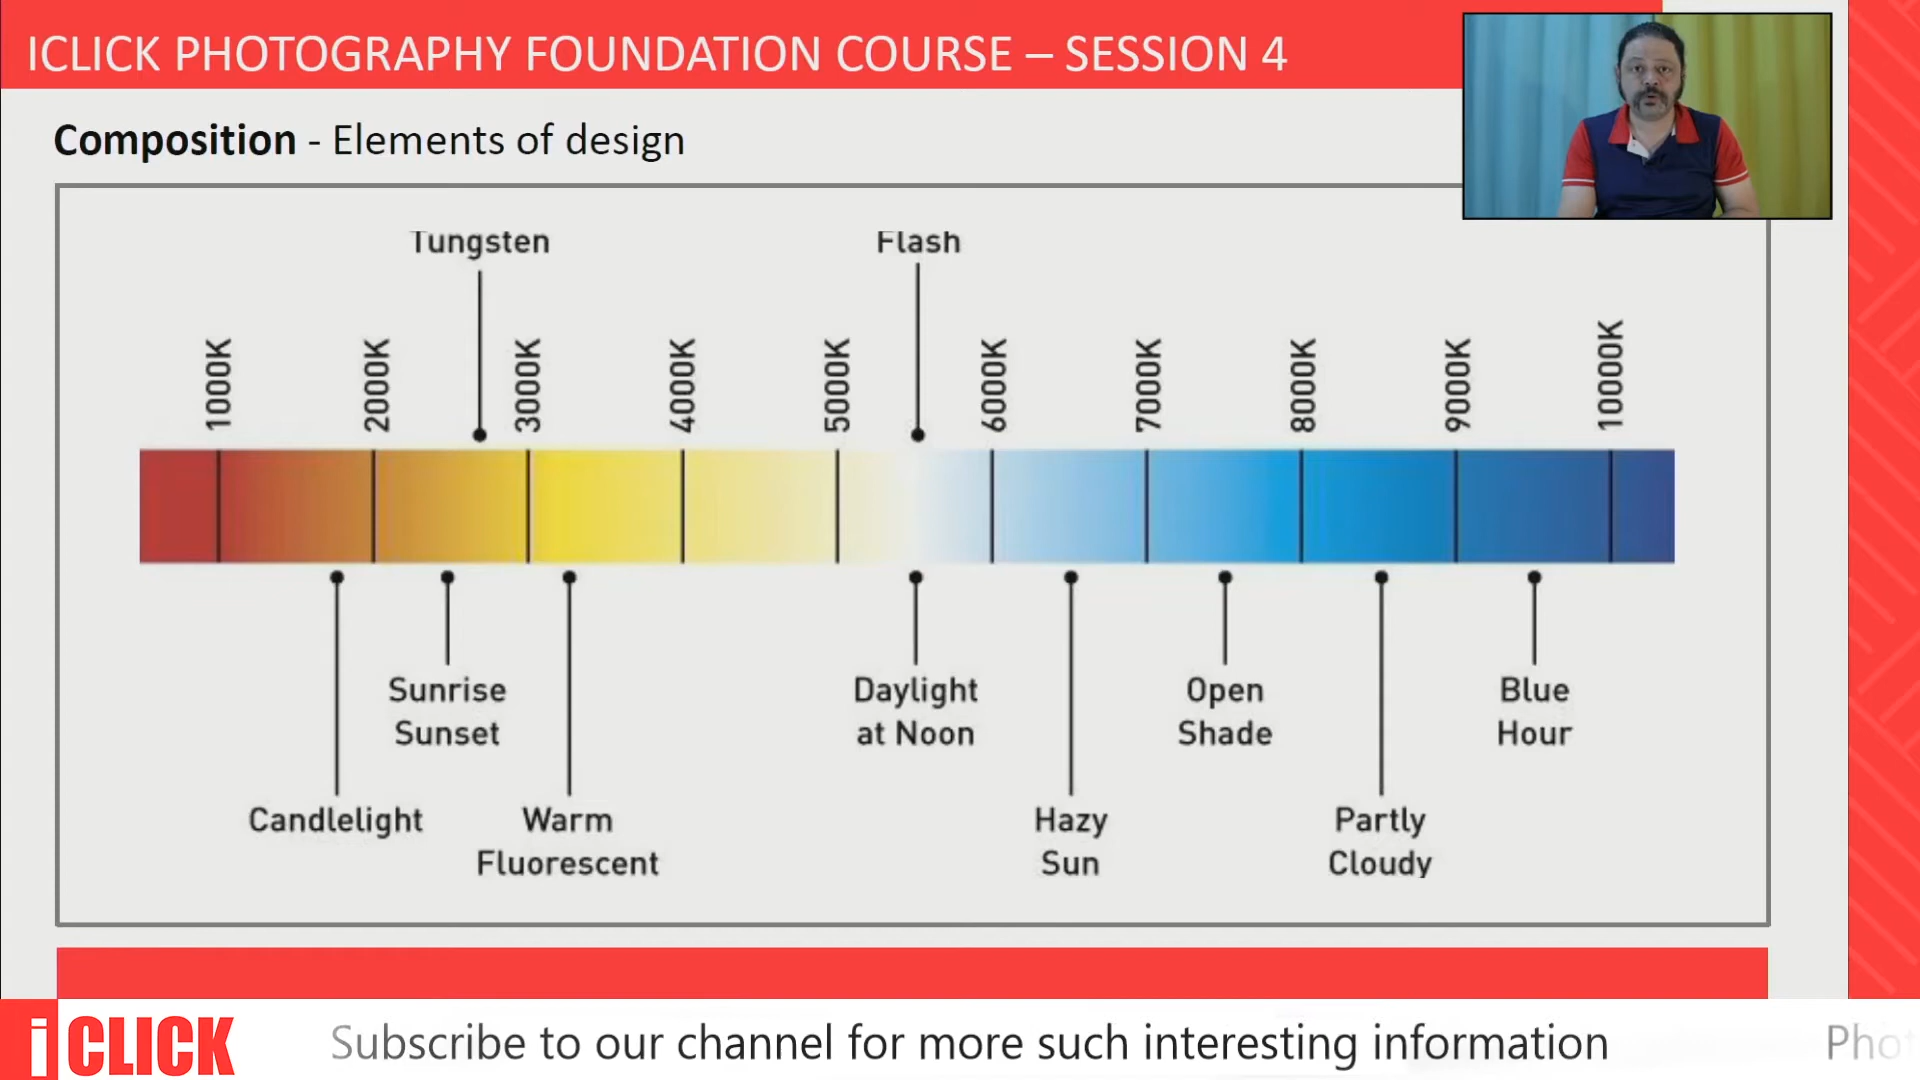 ICLICK PHOTOGRAPHY FOUNDATION COURSE – SESSION 4
Composition - Elements of design
Tungsten
Flash
1000K
2000K
3000K
4000K
5000K
6000K
7000K
8000K
9000K
10000K
Sunrise
Sunset
Daylight
at Noon
Open
Shade
Blue
Hour
Candlelight
Warm
Fluorescent
Hazy
Sun
Partly
Cloudy
iCLICK
Subscribe to our channel for more such interesting information
Pho